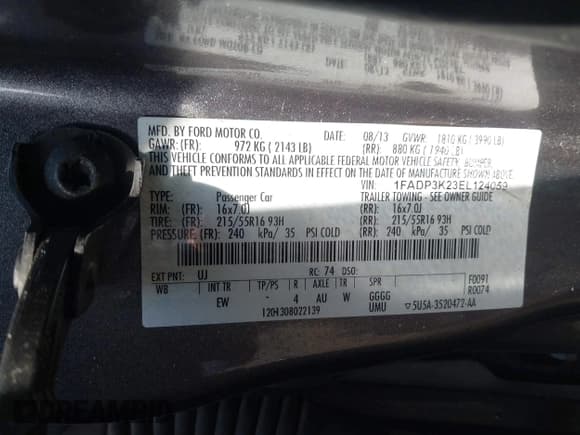 MFD. BY FORD MOTOR CO. DATE: 08/13 GVWR: 1810 KG (3990 LB)
GAWR: (FR): 972 KG (2143 LB) (RR): 880 KG (1940 LB)
THIS VEHICLE CONFORMS TO ALL APPLICABLE FEDERAL MOTOR VEHICLE SAFETY, BUMPER,
AND THEFT PREVENTION STANDARDS IN EFFECT ON THE DATE OF MANUFACTURE SHOWN ABOVE.
VIN: 1FADP3K23EL124059
TYPE: Passenger Car TRAILER TOWING - SEE OWNER GUIDE
RIM: (FR): 16x7.0J (RR): 16x7.0J
TIRE: (FR): 215/55R16 93H (RR): 215/55R16 93H
PRESSURE: (FR): 240 kPa/ 35 PSI COLD (RR): 240 kPa/ 35 PSI COLD
EXT PNT: UJ RC: 74 DSO: F0091
WB INT TR TP/PS R AXLE TR SPR R0074
EW - 4 AU W GGGG
UMU
120H308022139 ▽5U5A-3520472-AA
DREAMBID